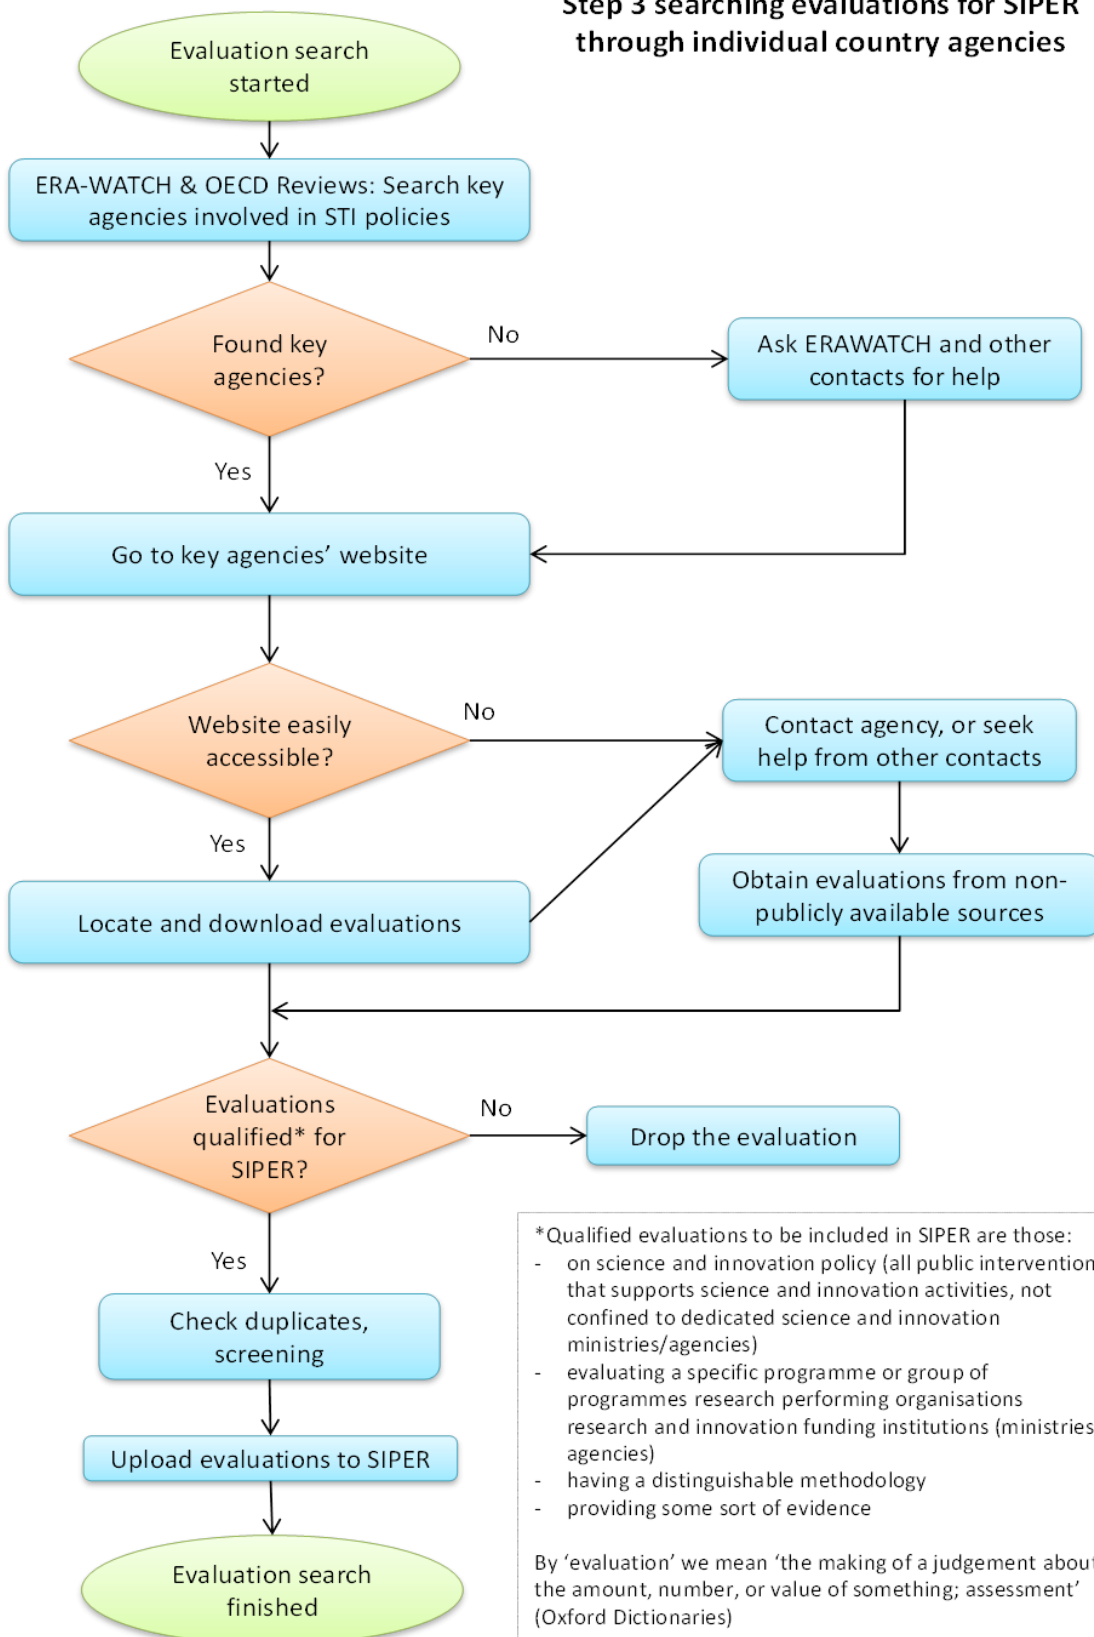 Step 3 searching evaluations for SIPER
through individual country agencies
Evaluation search
started
ERA-WATCH & OECD Reviews: Search key
agencies involved in STI policies
Found key
agencies?
No
Ask ERAWATCH and other
contacts for help
Yes
Go to key agencies’ website
Website easily
accessible?
No
Contact agency, or seek
help from other contacts
Yes
Locate and download evaluations
Obtain evaluations from non-
publicly available sources
Evaluations
qualified* for
SIPER?
No
Drop the evaluation
Yes
Check duplicates,
screening
Upload evaluations to SIPER
Evaluation search
finished
*Qualified evaluations to be included in SIPER are those:
- on science and innovation policy (all public intervention
that supports science and innovation activities, not
confined to dedicated science and innovation
ministries/agencies)
- evaluating a specific programme or group of
programmes research performing organisations
research and innovation funding institutions (ministries
agencies)
- having a distinguishable methodology
- providing some sort of evidence
By ‘evaluation’ we mean ‘the making of a judgement about
the amount, number, or value of something; assessment’
(Oxford Dictionaries)